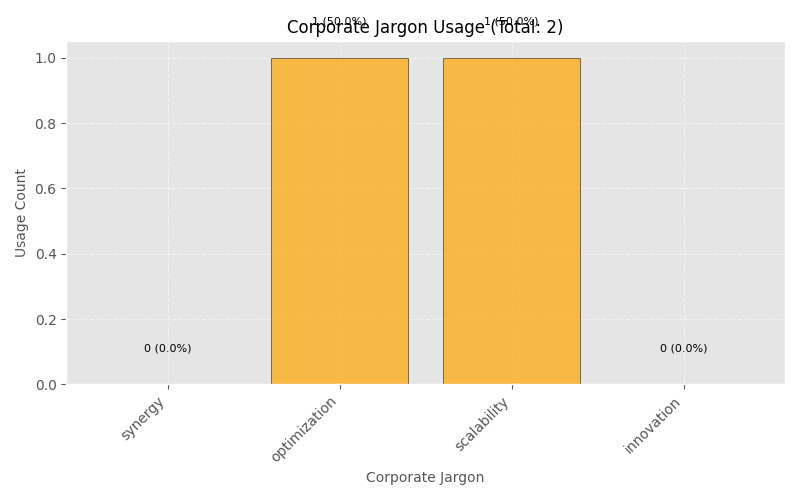 1 (50.0%) 1 (50.0%)
Corporate Jargon Usage (Total: 2)
1.0
0.8
0.6
0.4
0.2
0.0
Usage Count
0 (0.0%) 0 (0.0%)
synergy optimization scalability innovation
Corporate Jargon